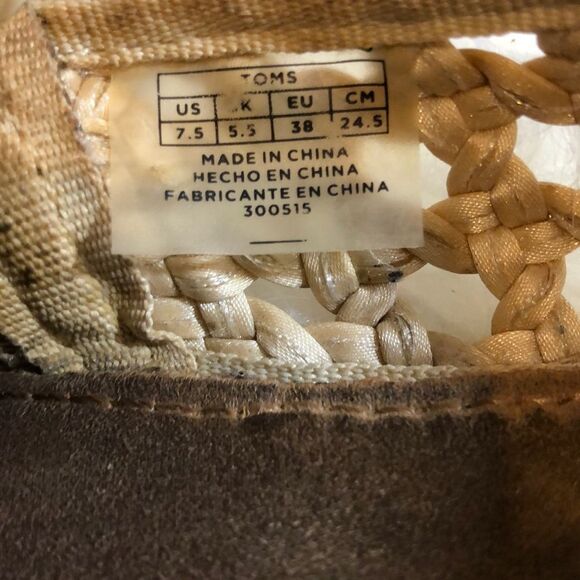 TOMS
US K EU CM
7.5 5.5 38 24.5
MADE IN CHINA
HECHO EN CHINA
FABRICANTE EN CHINA
300515